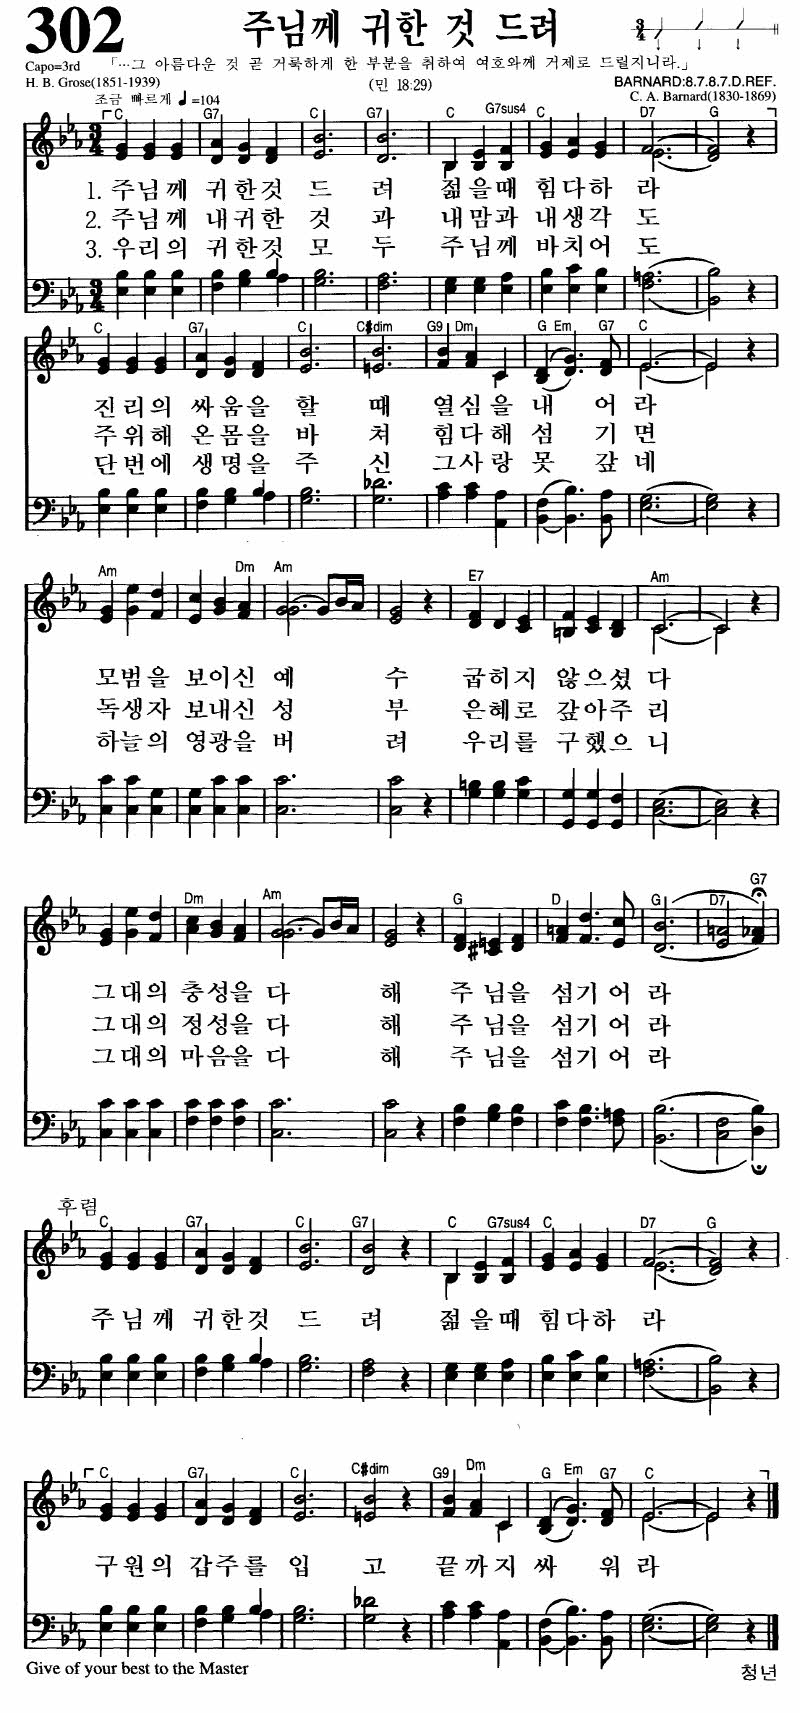 302
주님께 귀한 것 드려
3/4
Capo=3rd 「…그 아름다운 것 곧 거룩하게 한 부분을 취하여 여호와께 거제로 드릴지니라.」
H. B. Grose(1851-1939) (민 18:29) BARNARD:8.7.8.7.D.REF.
조금 빠르게 ♩=104 C. A. Barnard(1830-1869)
C G7 C G7 C G7sus4 C D7 G
1. 주님께 귀한것 드 려 젊을때 힘다하 라
2. 주님께 내귀한 것 과 내맘과 내생각 도
3. 우리의 귀한것 모 두 주님께 바치어 도
C G7 C C#dim G9 Dm G Em G7 C
진리의 싸움을 할 때 열심을 내 어라
주위해 온몸을 바 쳐 힘다해 섬 기면
단번에 생명을 주 신 그사랑 못 갚네
Am Dm Am E7 Am
모범을 보이신 예 수 굽히지 않으셨 다
독생자 보내신 성 부 은혜로 갚아주 리
하늘의 영광을 버 려 우리를 구했으 니
Dm Am G D G D7 G7
그대의 충성을 다 해 주님을 섬기어 라
그대의 정성을 다 해 주님을 섬기어 라
그대의 마음을 다 해 주님을 섬기어 라
후렴
C G7 C G7 C G7sus4 C D7 G
주님께 귀한것 드 려 젊을때 힘다하 라
C G7 C C#dim G9 Dm G Em G7 C
구원의 갑주를 입 고 끝까지 싸 워라
Give of your best to the Master 청년